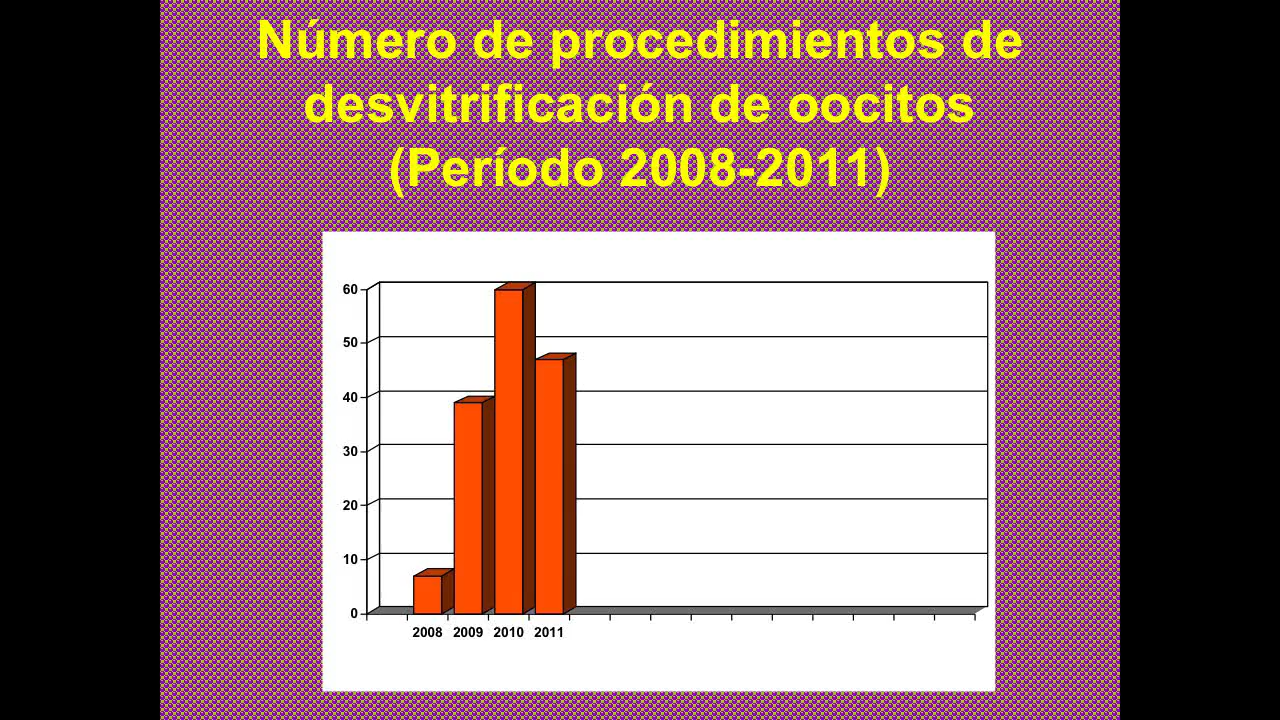 Número de procedimientos de
desvitrificación de oocitos
(Período 2008-2011)
60
50
40
30
20
10
0
2008 2009 2010 2011